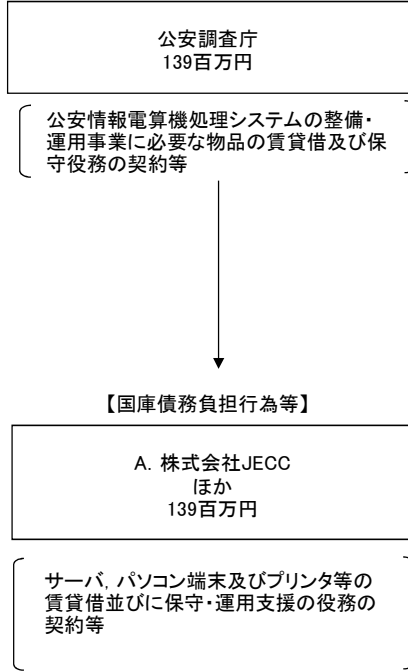 公安調査庁
139百万円
公安情報電算機処理システムの整備・
運用事業に必要な物品の賃貸借及び保
守役務の契約等
【国庫債務負担行為等】
A. 株式会社JECC
ほか
139百万円
サーバ, パソコン端末及びプリンタ等の
賃貸借並びに保守・運用支援の役務の
契約等